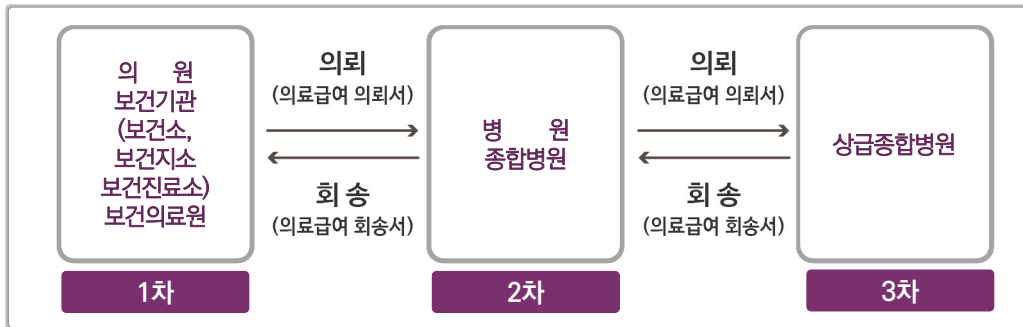 의 원
보건기관
(보건소,
보건지소
보건진료소)
보건의료원
1차
의뢰
(의료급여 의뢰서)
회 송
(의료급여 회송서)
병 원
종합병원
2차
의뢰
(의료급여 의뢰서)
회 송
(의료급여 회송서)
상급종합병원
3차